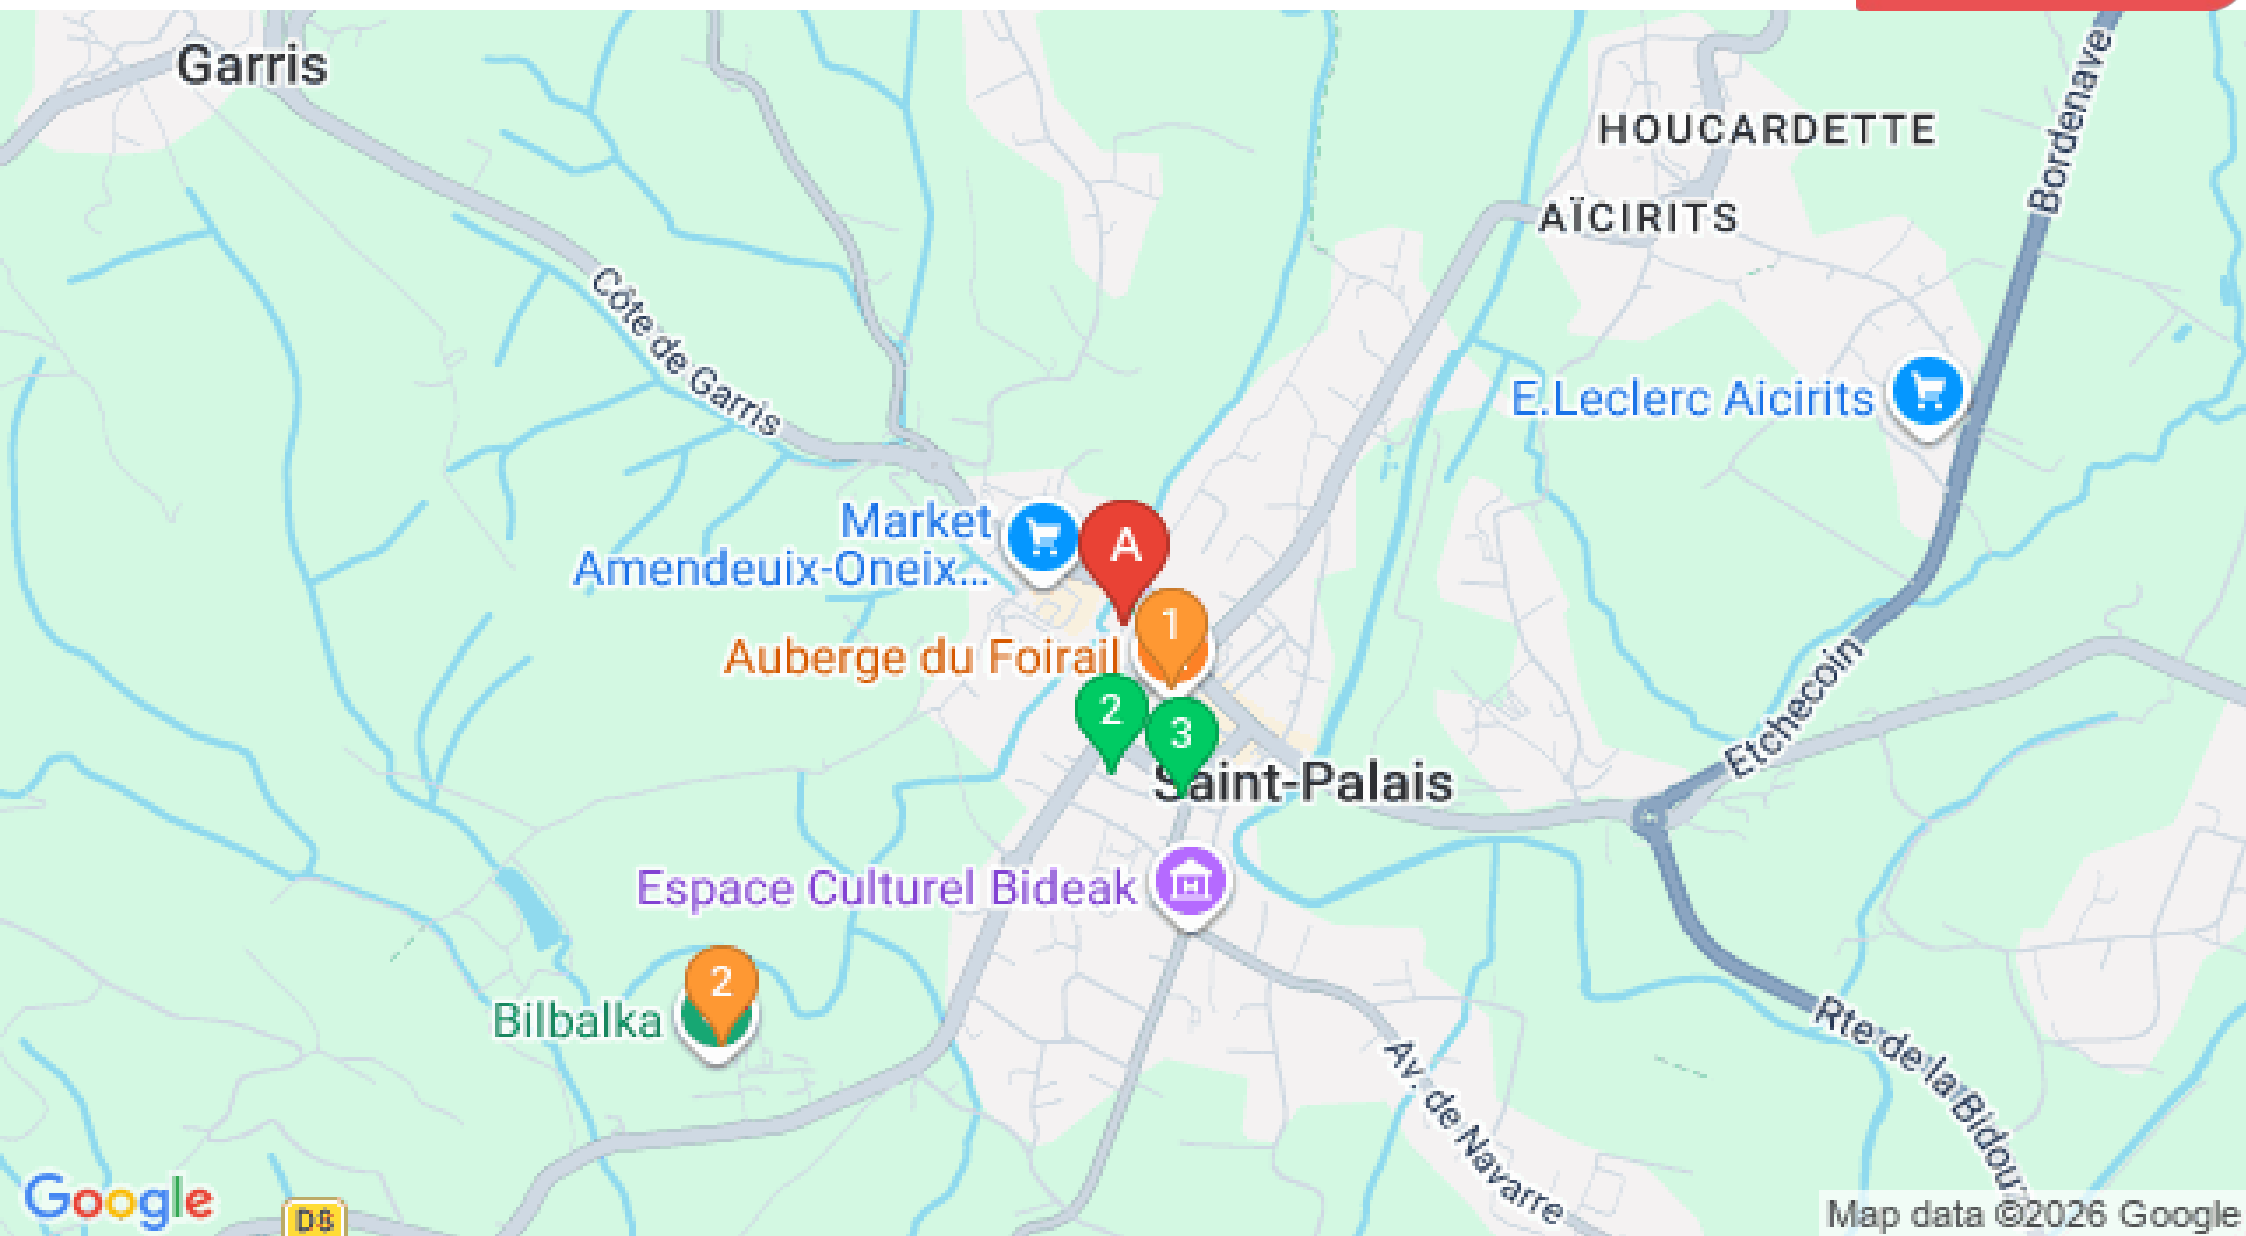 Garris
HOUCARDETTE
AÏCIRITS
Bordenave
Côte de Garris
E.Leclerc Aicirits
Market
Amendeuix-Oneix...
A
1
Auberge du Foirail
2
3
Saint-Palais
Etchecoin
Espace Culturel Bideak
2
Bilbalka
Rte de la Bidou
Av. de Navarre
Google
D8
Map data ©2026 Google